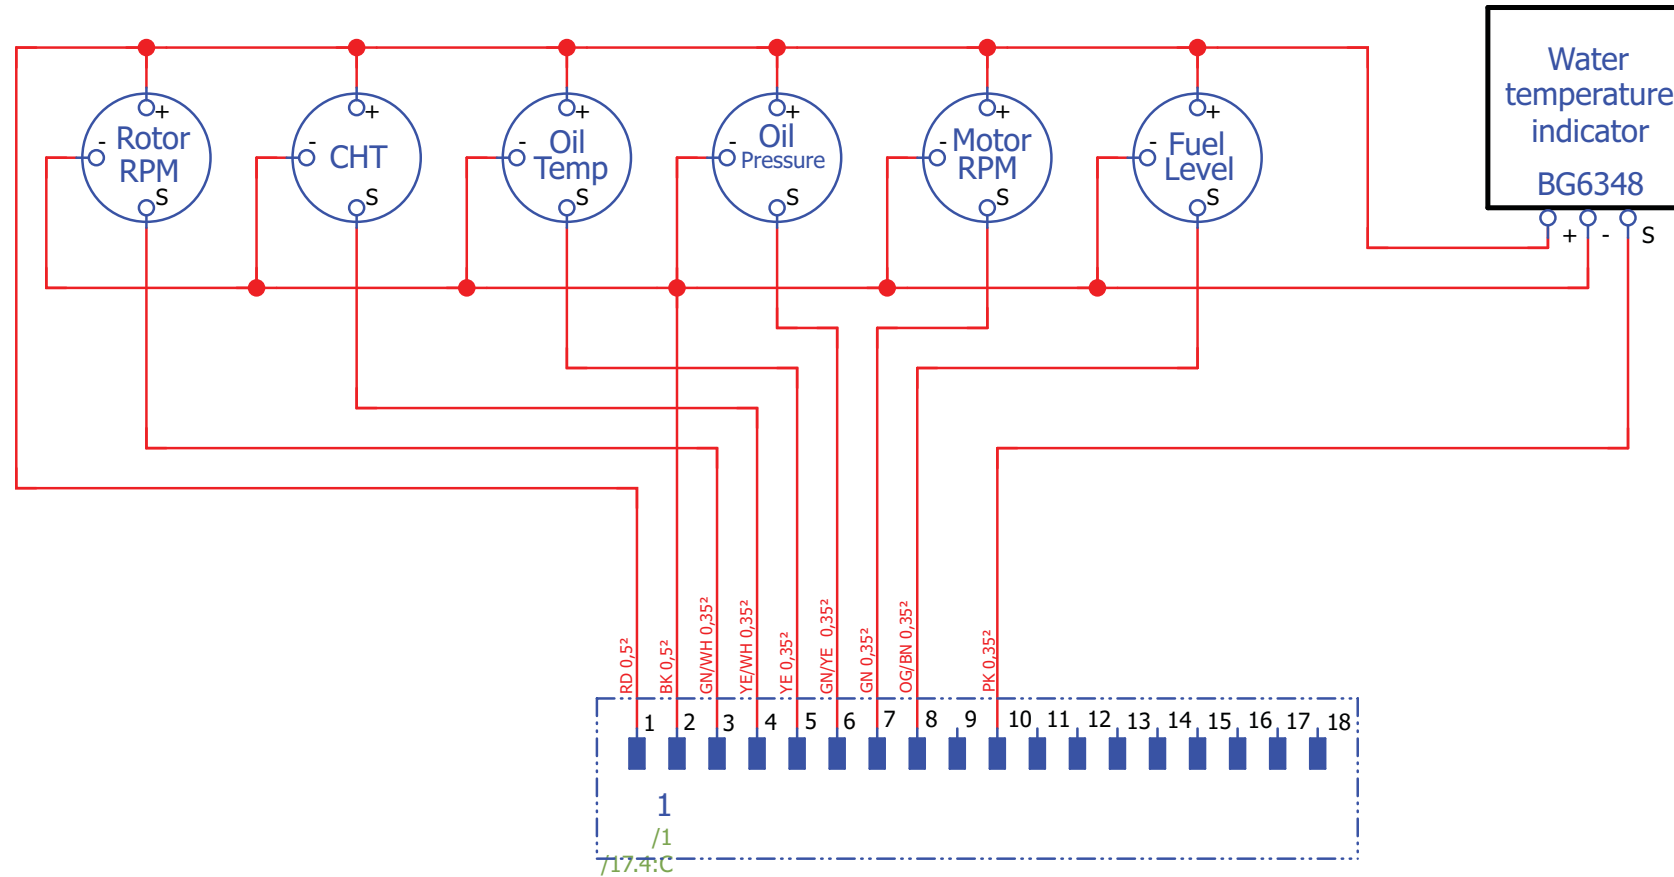 Water
temperature
indicator
BG6348
+ - S
+
-
Rotor
RPM
S
+
-
CHT
S
+
-
Oil
Temp
S
+
-
Oil
Pressure
S
+
-
Motor
RPM
S
+
-
Fuel
Level
S
RD 0,5²
BK 0,5²
GN/WH 0,35²
YE/WH 0,35²
YE 0,35²
GN/YE 0,35²
GN 0,35²
OG/BN 0,35²
PK 0,35²
1 2 3 4 5 6 7 8 9 10 11 12 13 14 15 16 17 18
1
/1
/17.4:C